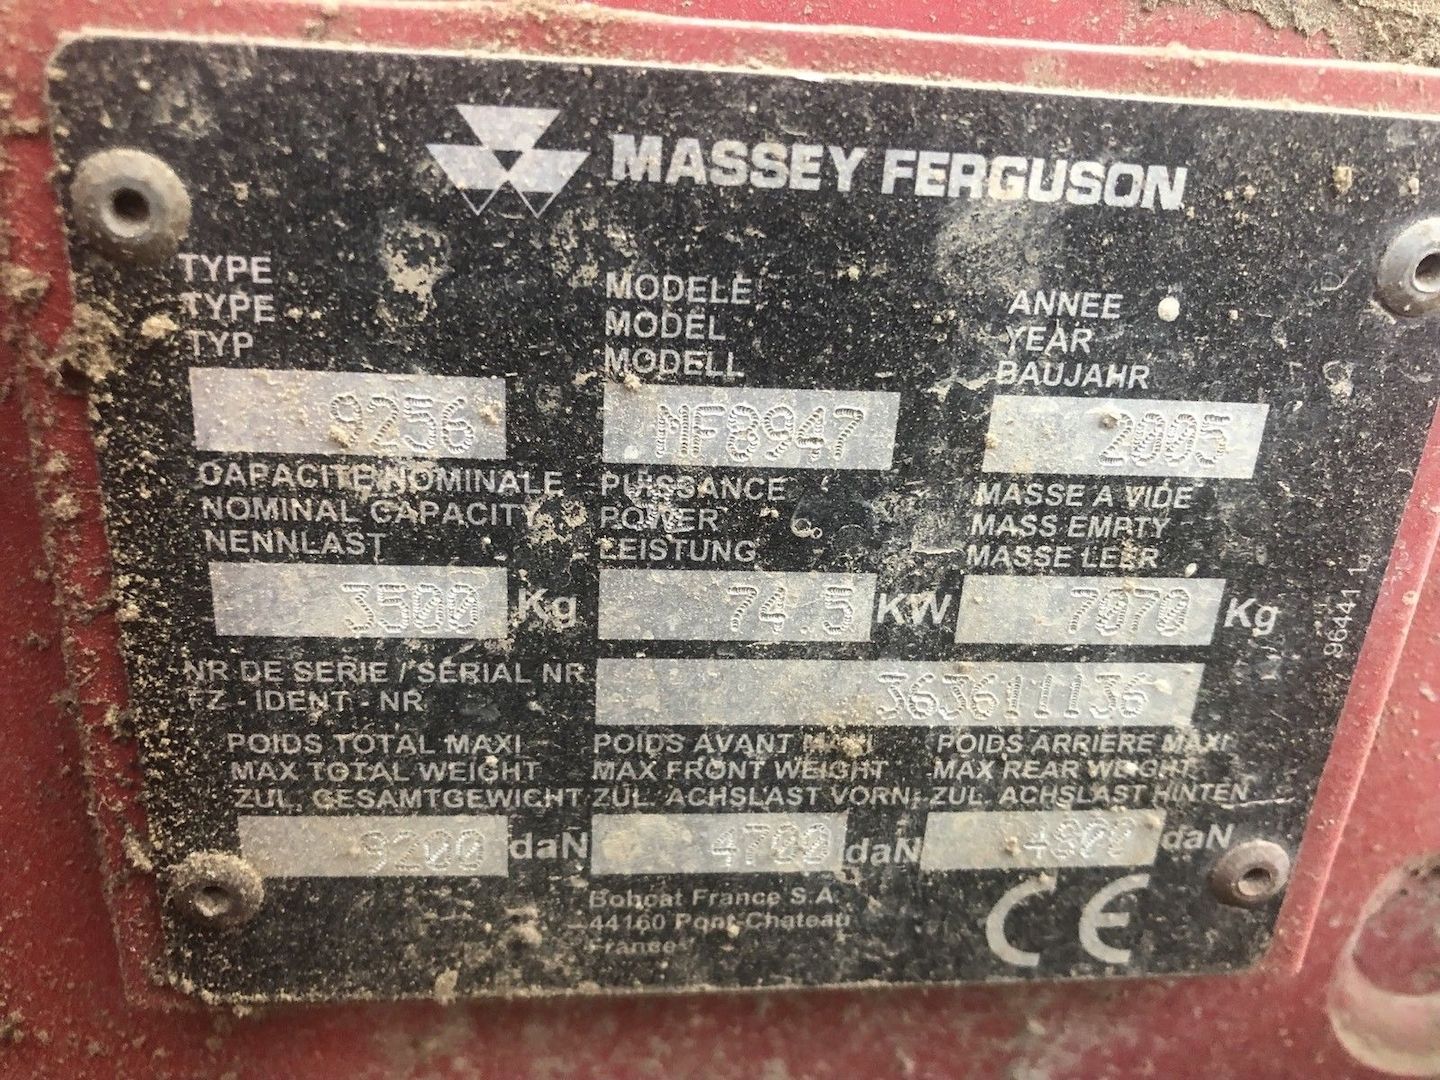 MASSEY FERGUSON
TYPE MODELE ANNEE
TYPE MODEL YEAR
TYP MODELL BAUJAHR
9256 MF8947 2005
CAPACITE NOMINALE PUISSANCE MASSE A VIDE
NOMINAL CAPACITY POWER MASS EMPTY
NENNLAST LEISTUNG MASSE LEER
3500 Kg 74.5 KW 7070 Kg
NR DE SERIE / SERIAL NR
FZ - IDENT - NR
363611136
POIDS TOTAL MAXI POIDS AVANT MAXI POIDS ARRIERE MAXI
MAX TOTAL WEIGHT MAX FRONT WEIGHT MAX REAR WEIGHT
ZUL. GESAMTGEWICHT ZUL. ACHSLAST VORN. ZUL. ACHSLAST HINTEN
9200 daN 4700 daN 4800 daN
Bobcat France S.A.
44160 Pont-Chateau
France
CE
96441 L